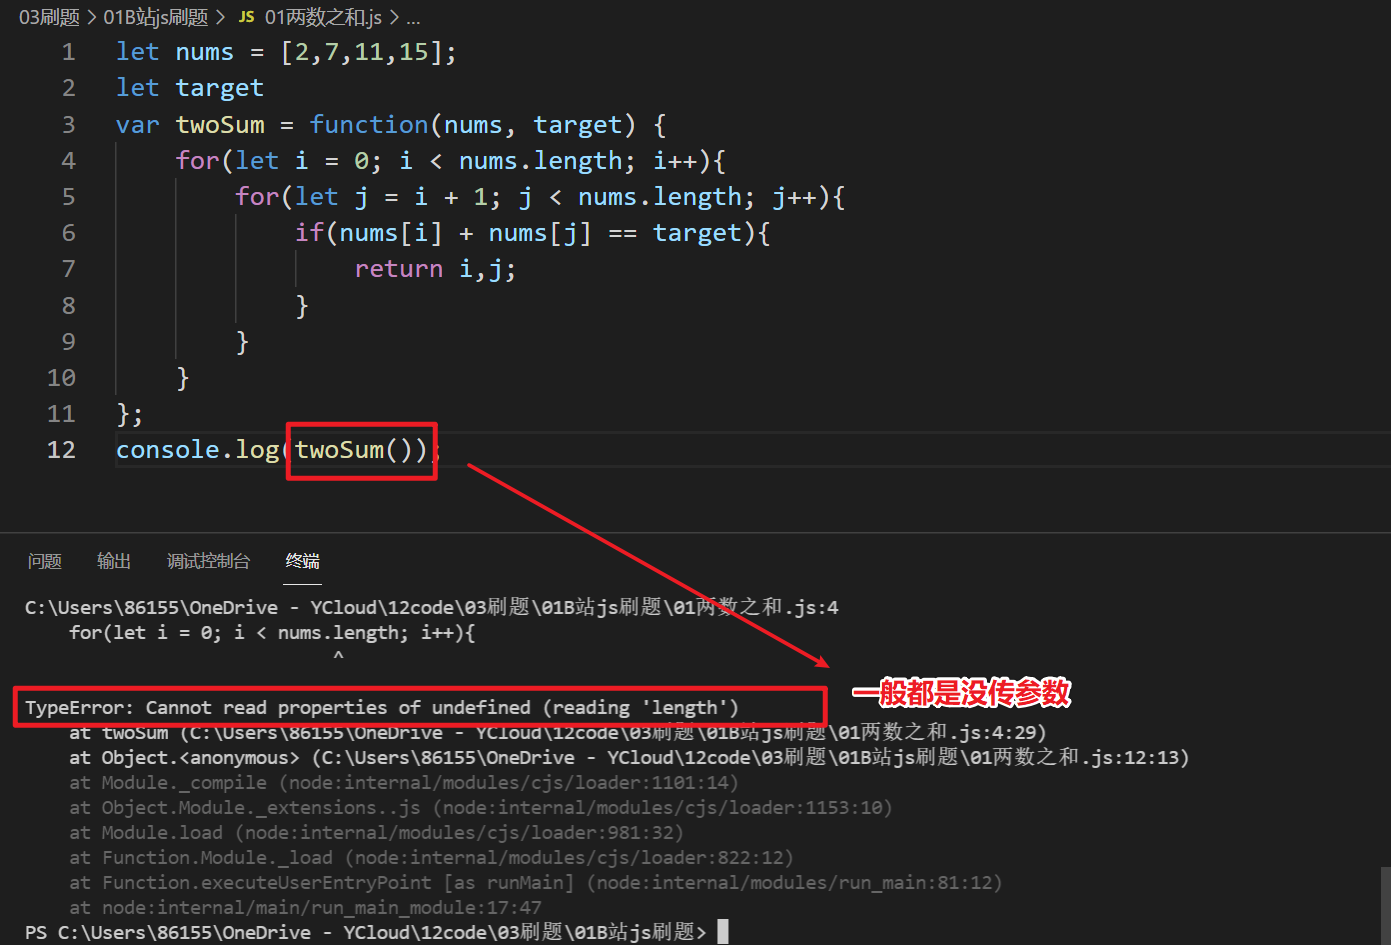 03刷题 > 01B站js刷题 > JS 01两数之和.js > ...
1 let nums = [2,7,11,15];
2 let target
3 var twoSum = function(nums, target) {
4 for(let i = 0; i < nums.length; i++){
5 for(let j = i + 1; j < nums.length; j++){
6 if(nums[i] + nums[j] == target){
7 return i,j;
8 }
9 }
10 }
11 };
12 console.log(twoSum());
问题 输出 调试控制台 终端
C:\Users\86155\OneDrive - YCloud\12code\03刷题\01B站js刷题\01两数之和.js:4
for(let i = 0; i < nums.length; i++){
^
一般都是没传参数
TypeError: Cannot read properties of undefined (reading 'length')
at twoSum (C:\Users\86155\OneDrive - YCloud\12code\03刷题\01B站js刷题\01两数之和.js:4:29)
at Object.<anonymous> (C:\Users\86155\OneDrive - YCloud\12code\03刷题\01B站js刷题\01两数之和.js:12:13)
at Module._compile (node:internal/modules/cjs/loader:1101:14)
at Object.Module._extensions..js (node:internal/modules/cjs/loader:1153:10)
at Module.load (node:internal/modules/cjs/loader:981:32)
at Function.Module._load (node:internal/modules/cjs/loader:822:12)
at Function.executeUserEntryPoint [as runMain] (node:internal/modules/run_main:81:12)
at node:internal/main/run_main_module:17:47
PS C:\Users\86155\OneDrive - YCloud\12code\03刷题\01B站js刷题>